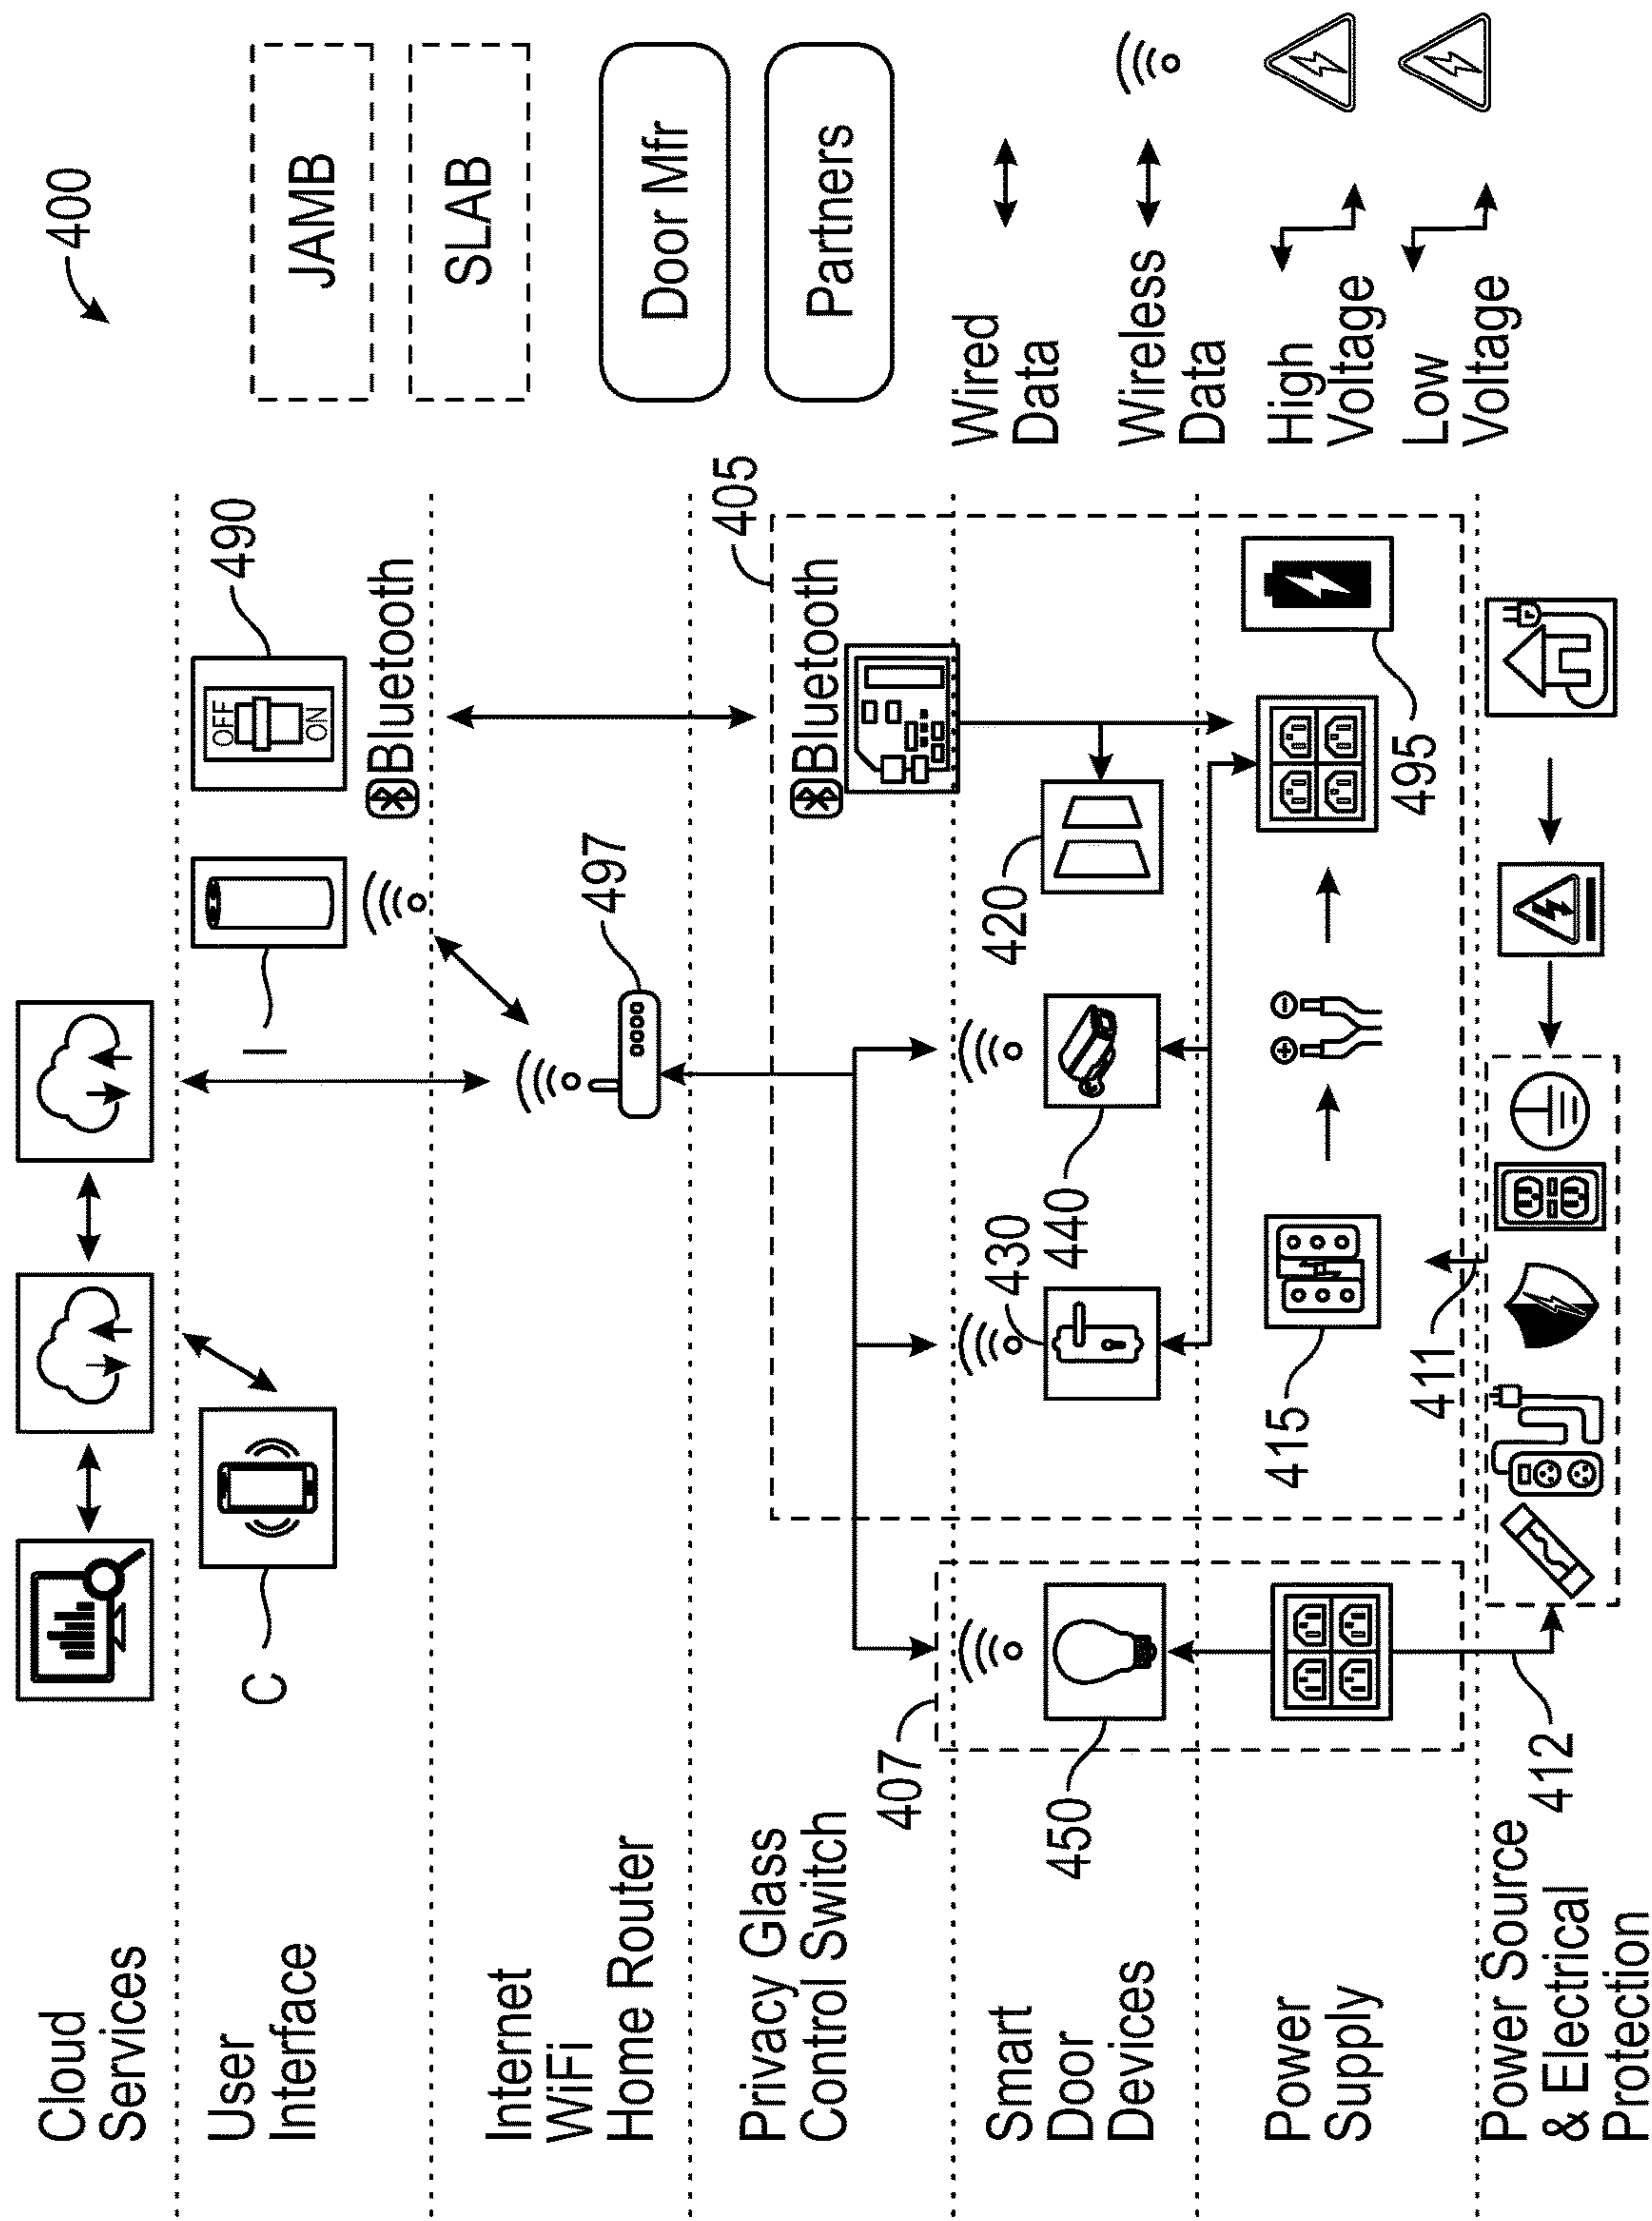 400
Cloud
Services
User
Interface
C
I
OFF
ON
490
Bluetooth
Internet
WiFi
Home Router
497
Privacy Glass
Control Switch
405
Bluetooth
407
Smart
Door
Devices
450
430
440
420
Power
Supply
415
495
Power Source
& Electrical
Protection
412
411
JAMB
SLAB
Door Mfr
Partners
Wired
Data
Wireless
Data
High
Voltage
Low
Voltage